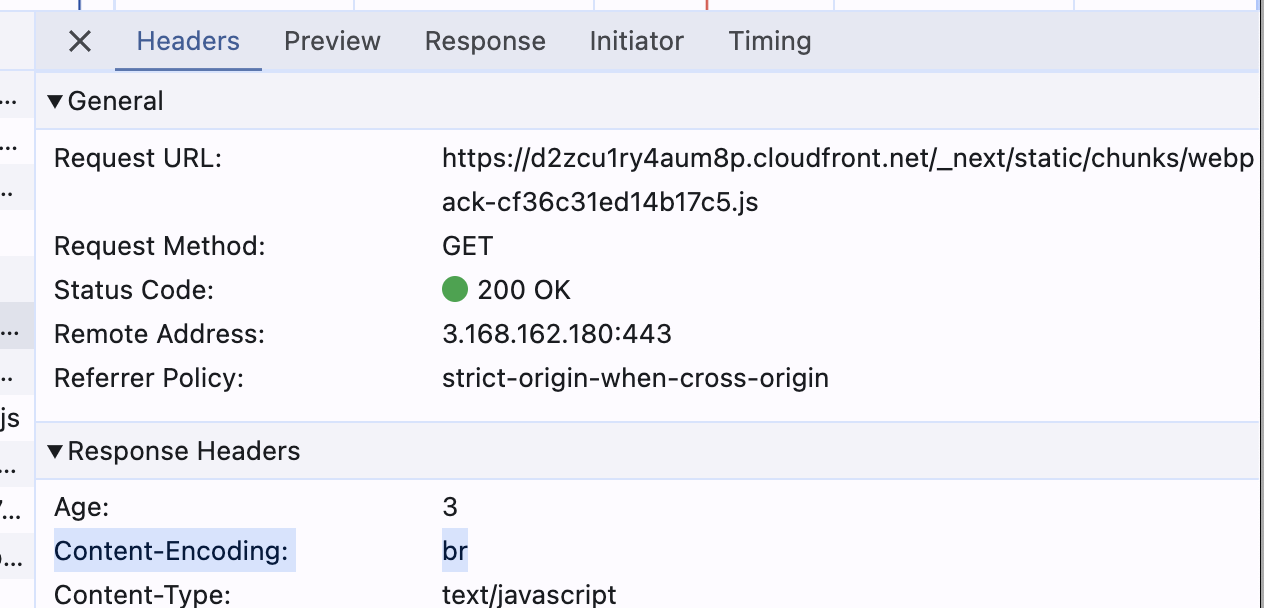 Headers Preview Response Initiator Timing
General
Request URL: https://d2zcu1ry4aum8p.cloudfront.net/_next/static/chunks/webp
ack-cf36c31ed14b17c5.js
Request Method: GET
Status Code: 200 OK
Remote Address: 3.168.162.180:443
Referrer Policy: strict-origin-when-cross-origin
js
Response Headers
Age: 3
Content-Encoding: br
Content-Type: text/javascript